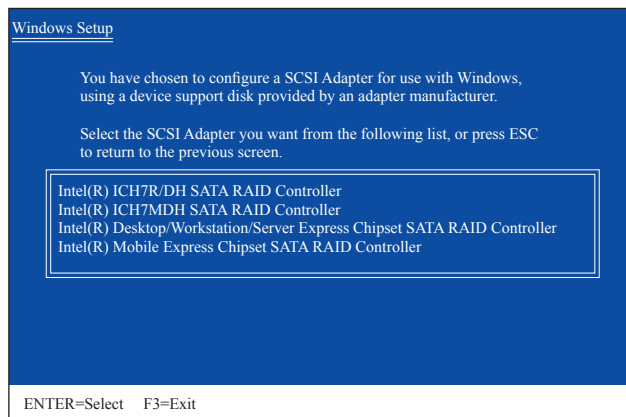 Windows Setup
You have chosen to configure a SCSI Adapter for use with Windows,
using a device support disk provided by an adapter manufacturer.
Select the SCSI Adapter you want from the following list, or press ESC
to return to the previous screen.
Intel(R) ICH7R/DH SATA RAID Controller
Intel(R) ICH7MDH SATA RAID Controller
Intel(R) Desktop/Workstation/Server Express Chipset SATA RAID Controller
Intel(R) Mobile Express Chipset SATA RAID Controller
ENTER=Select F3=Exit